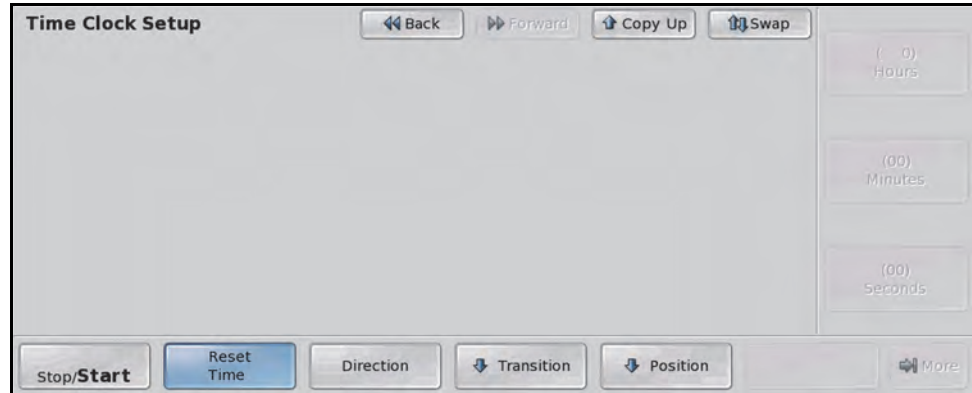 Time Clock Setup
Back
Forward
Copy Up
Swap
( 0)
Hours
(00)
Minutes
(00)
Seconds
Stop/Start
Reset
Time
Direction
Transition
Position
More